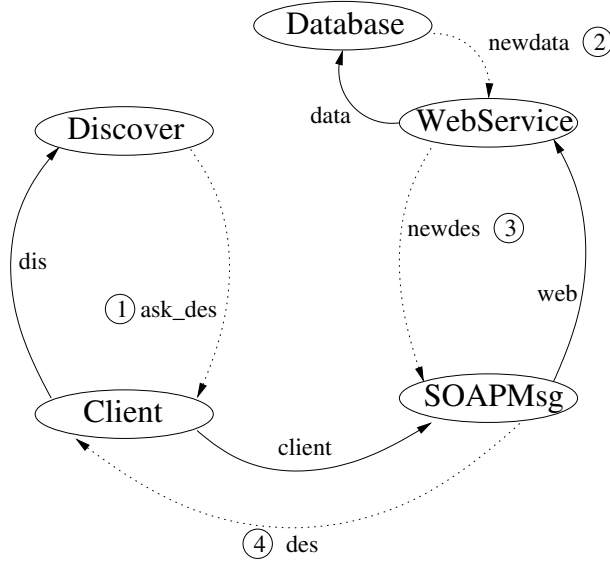 Database
newdata 2
data
WebService
Discover
newdes 3
dis
web
1 ask_des
SOAPMsg
Client
client
4 des